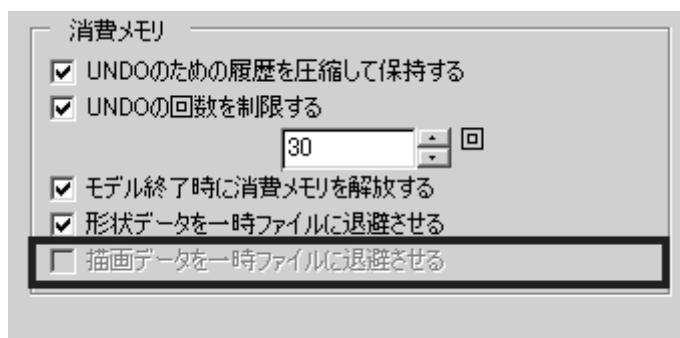 消費メモリ
UNDOのための履歴を圧縮して保持する
UNDOの回数を制限する
30 回
モデル終了時に消費メモリを解放する
形状データを一時ファイルに退避させる
描画データを一時ファイルに退避させる